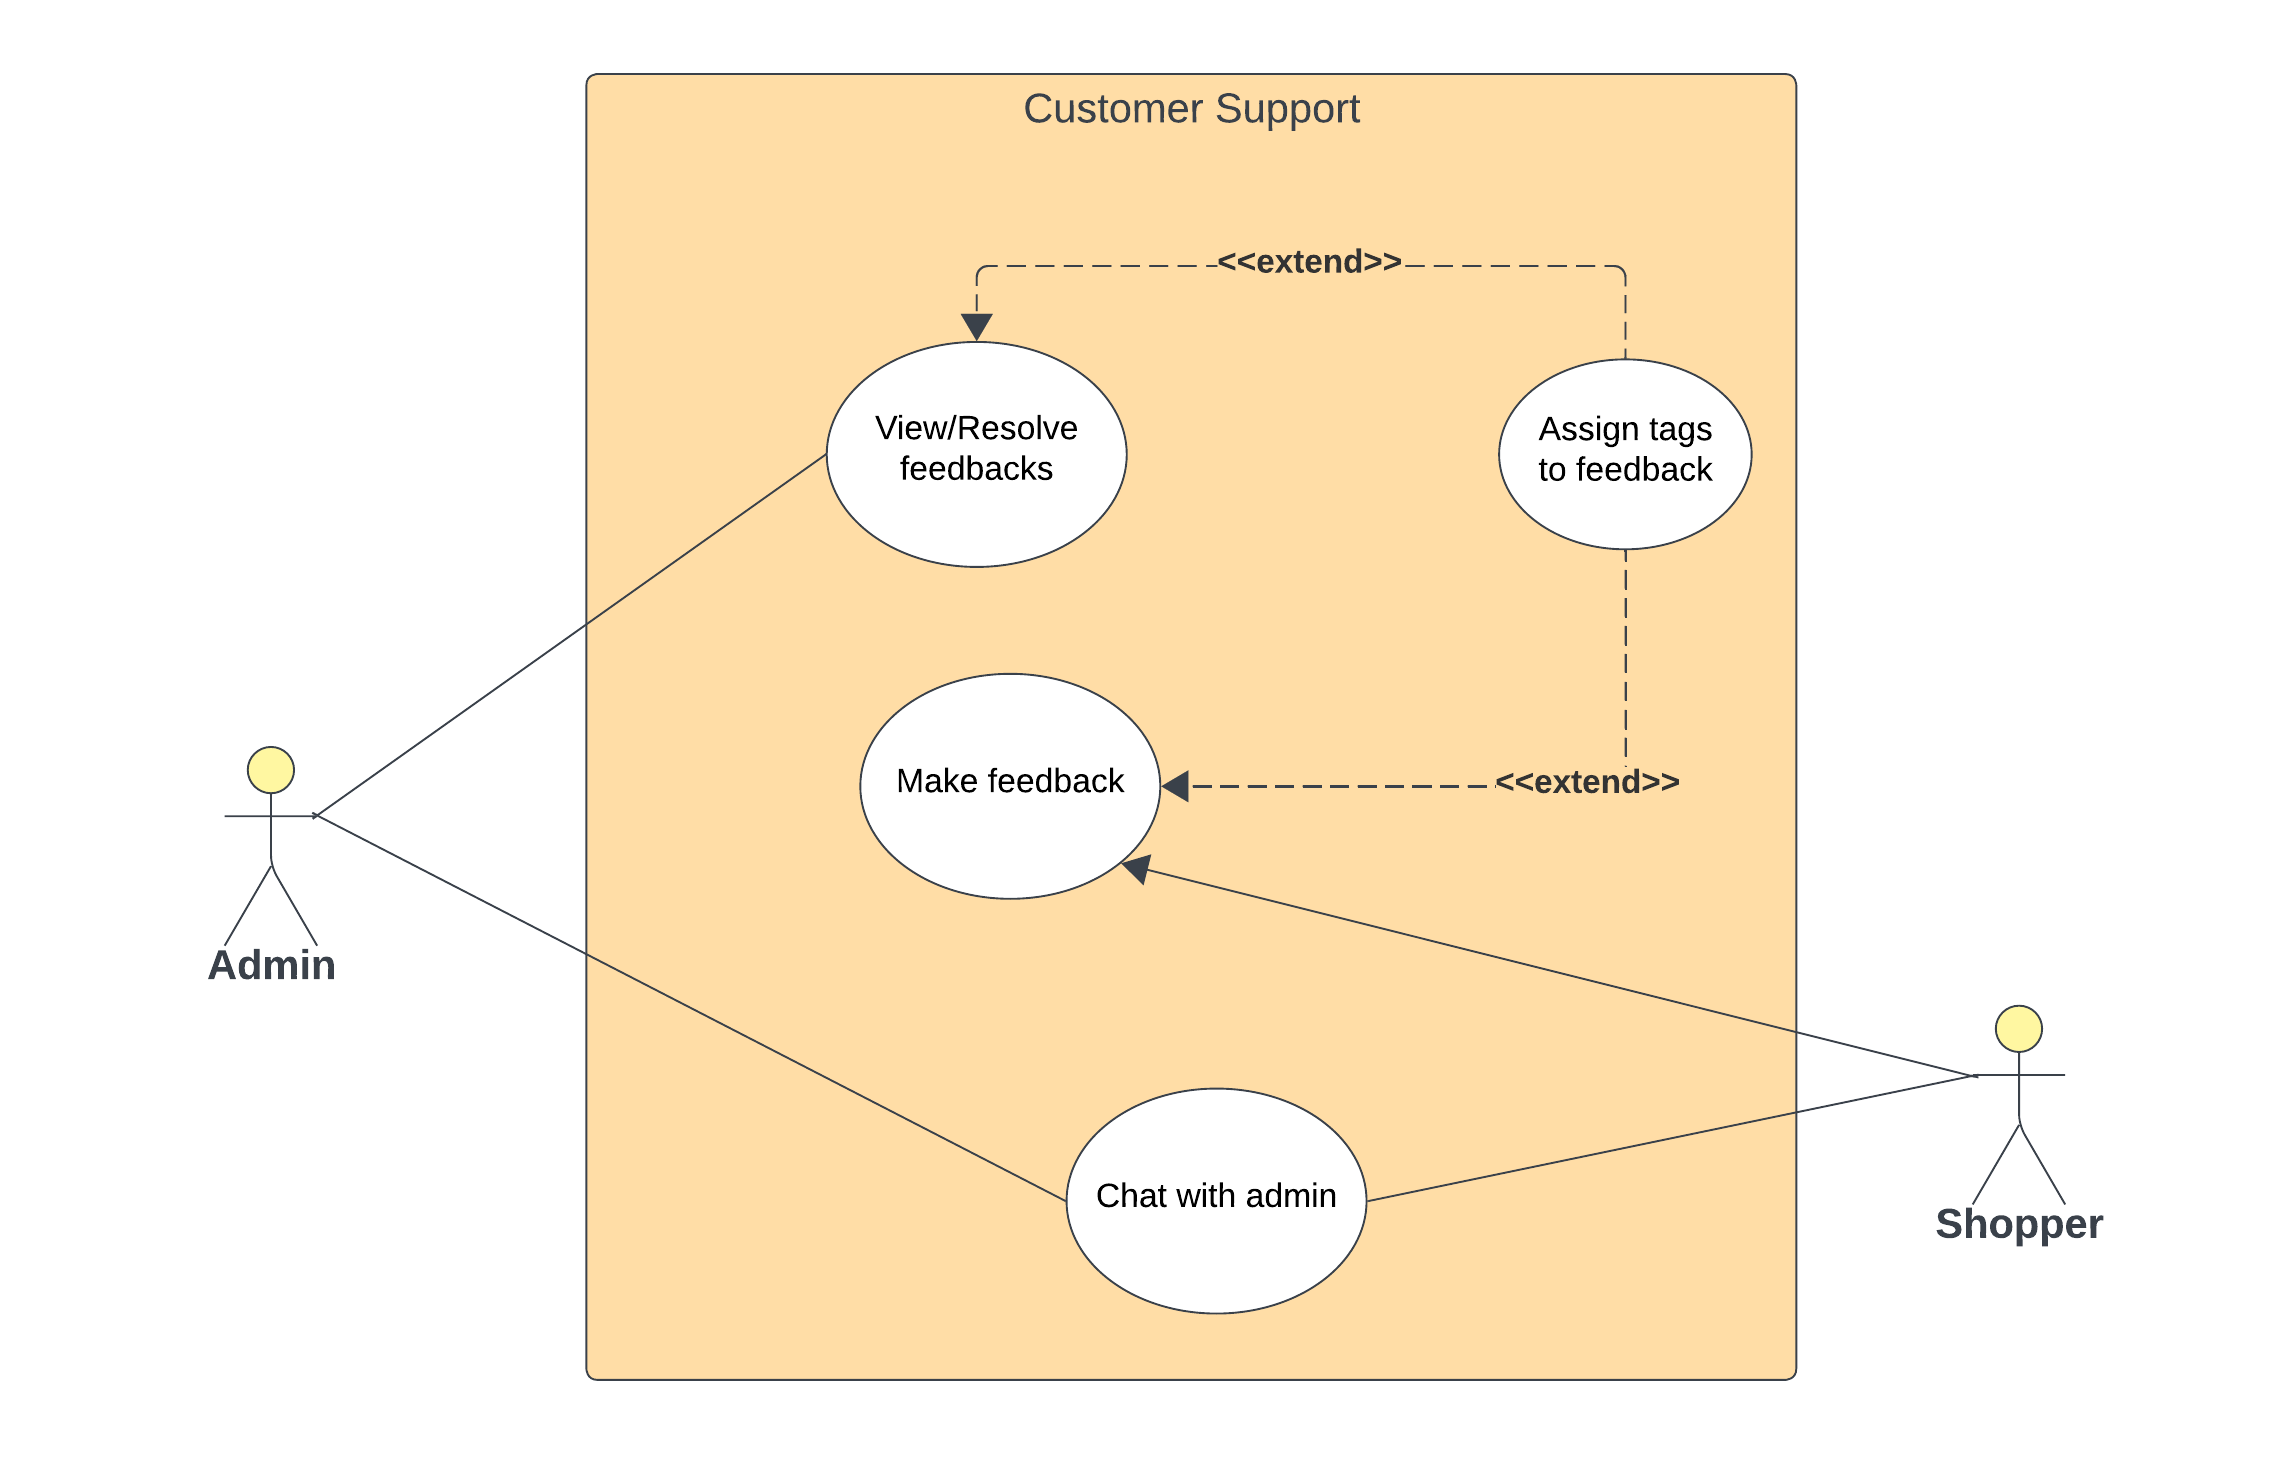 Customer Support
<<extend>>
View/Resolve
feedbacks
Assign tags
to feedback
Make feedback
<<extend>>
Admin
Chat with admin
Shopper